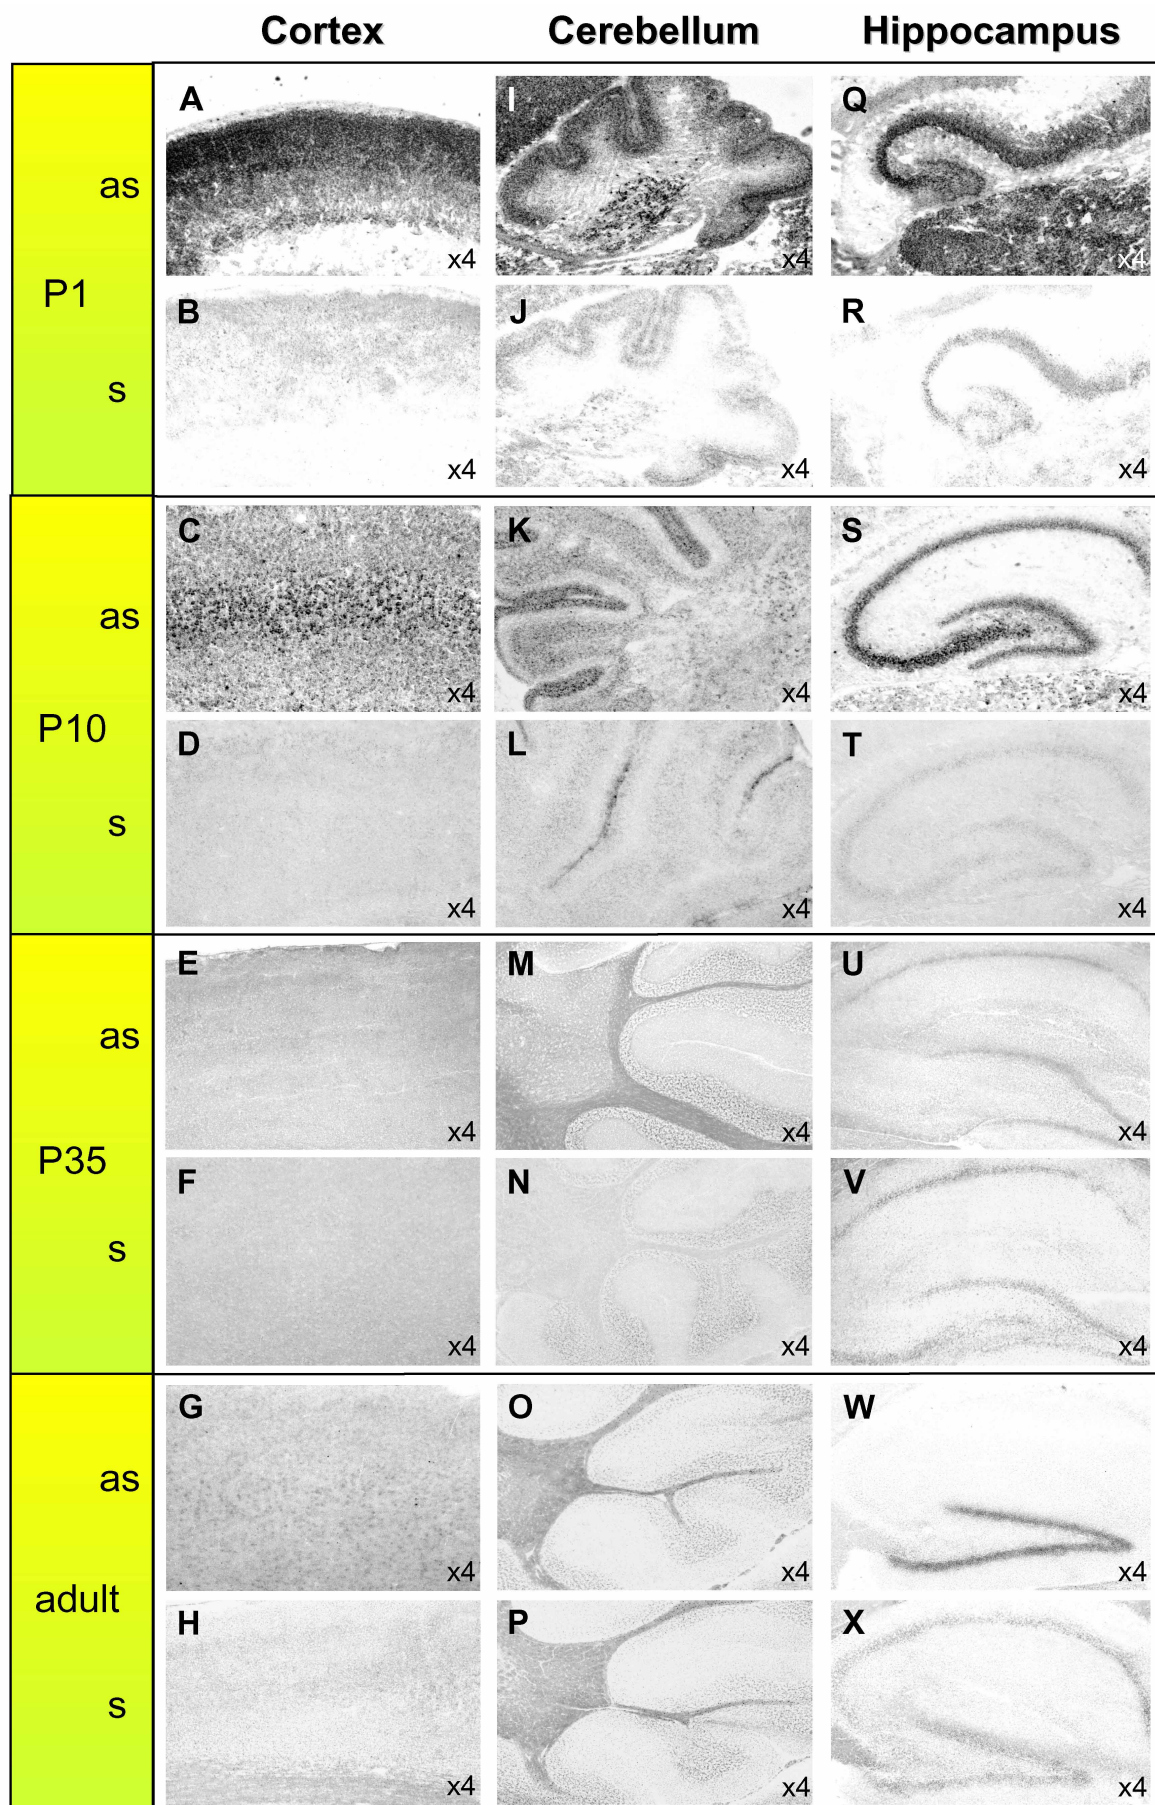 Cortex Cerebellum Hippocampus
A I Q
as
x4 x4 x4
P1
B J R
s
x4 x4 x4
C K S
as
x4 x4 x4
P10
D L T
s
x4 x4 x4
E M U
as
x4 x4 x4
P35
F N V
s
x4 x4 x4
G O W
as
x4 x4 x4
adult
H P X
s
x4 x4 x4